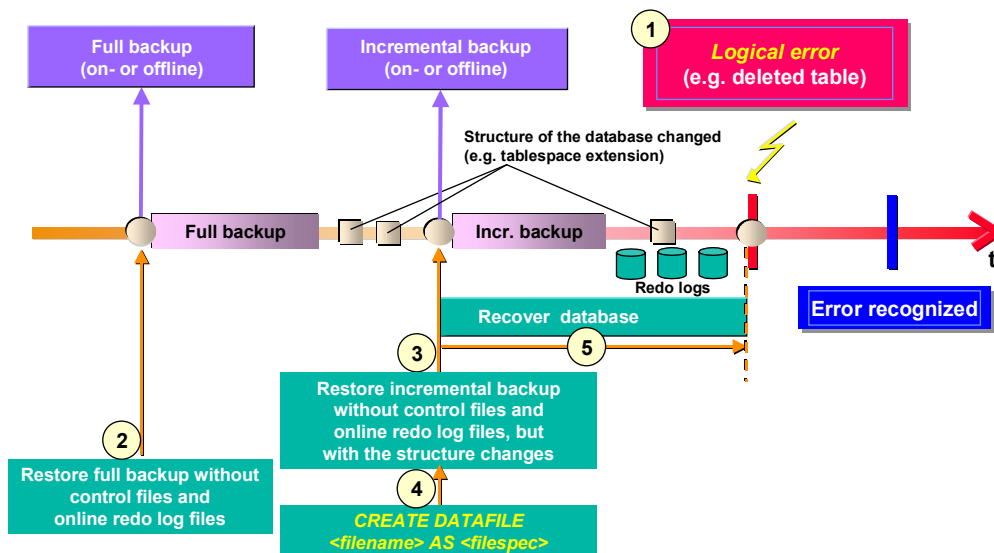 Full backup
(on- or offline)
Incremental backup
(on- or offline)
1
Logical error
(e.g. deleted table)
Structure of the database changed
(e.g. tablespace extension)
Full backup
Incr. backup
t
Redo logs
Error recognized
Recover database
5
3
Restore incremental backup
without control files and
online redo log files, but
with the structure changes
2
Restore full backup without
control files and
online redo log files
4
CREATE DATAFILE
<filename> AS <filespec>